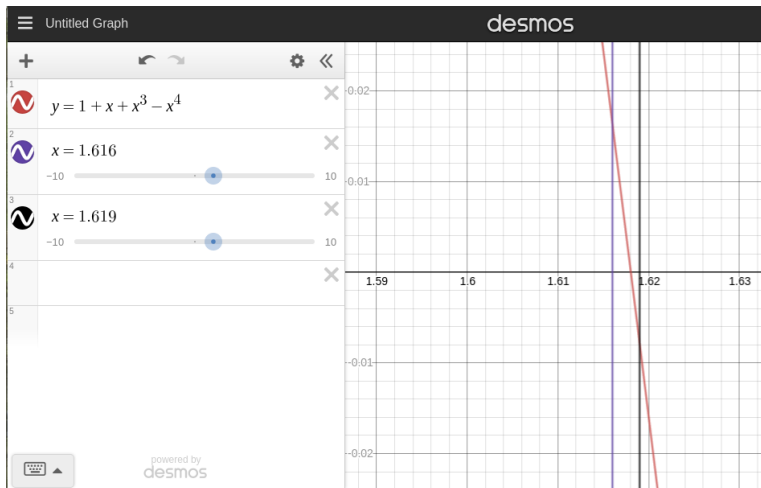 Untitled Graph
desmos
1
y = 1 + x + x³ − x⁴
2
x = 1.616
−10
10
3
x = 1.619
−10
10
4
5
powered by
desmos
0.02
0.01
1.59 1.6 1.61 1.62 1.63
-0.01
-0.02